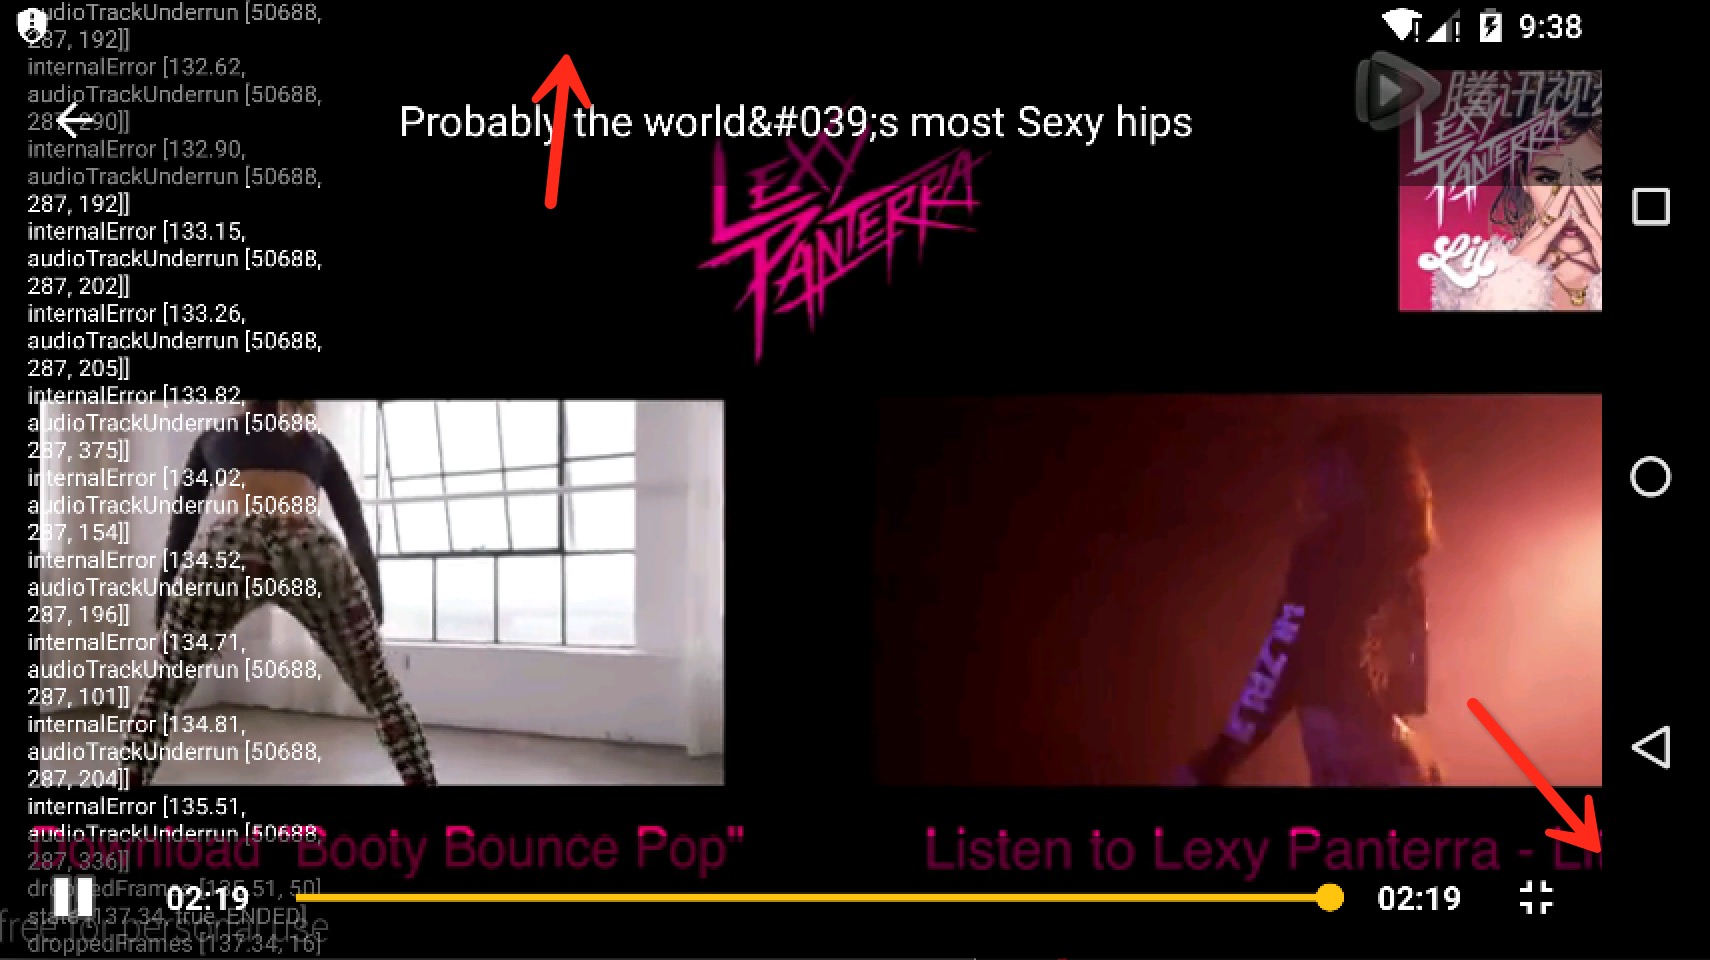 audioTrackUnderrun [50688,
287, 192]]
internalError [132.62,
audioTrackUnderrun [50688,
287, 290]]
internalError [132.90,
audioTrackUnderrun [50688,
287, 192]]
internalError [133.15,
audioTrackUnderrun [50688,
287, 202]]
internalError [133.26,
audioTrackUnderrun [50688,
287, 205]]
internalError [133.82,
audioTrackUnderrun [50688,
287, 375]]
internalError [134.02,
audioTrackUnderrun [50688,
287, 154]]
internalError [134.52,
audioTrackUnderrun [50688,
287, 196]]
internalError [134.71,
audioTrackUnderrun [50688,
287, 101]]
internalError [134.81,
audioTrackUnderrun [50688,
287, 204]]
internalError [135.51,
audioTrackUnderrun [50688,
287, 336]]
droppedFrames [135.51, 50]
state [137.34, true, ENDED]
droppedFrames [137.34, 16]
9:38
Probably the world&#039;s most Sexy hips
腾讯视
LEXY
PANTERRA
LEXY
PANTERRA
Lil
Download "Booty Bounce Pop"
Listen to Lexy Panterra - Lil
02:19
02:19
free for personal use